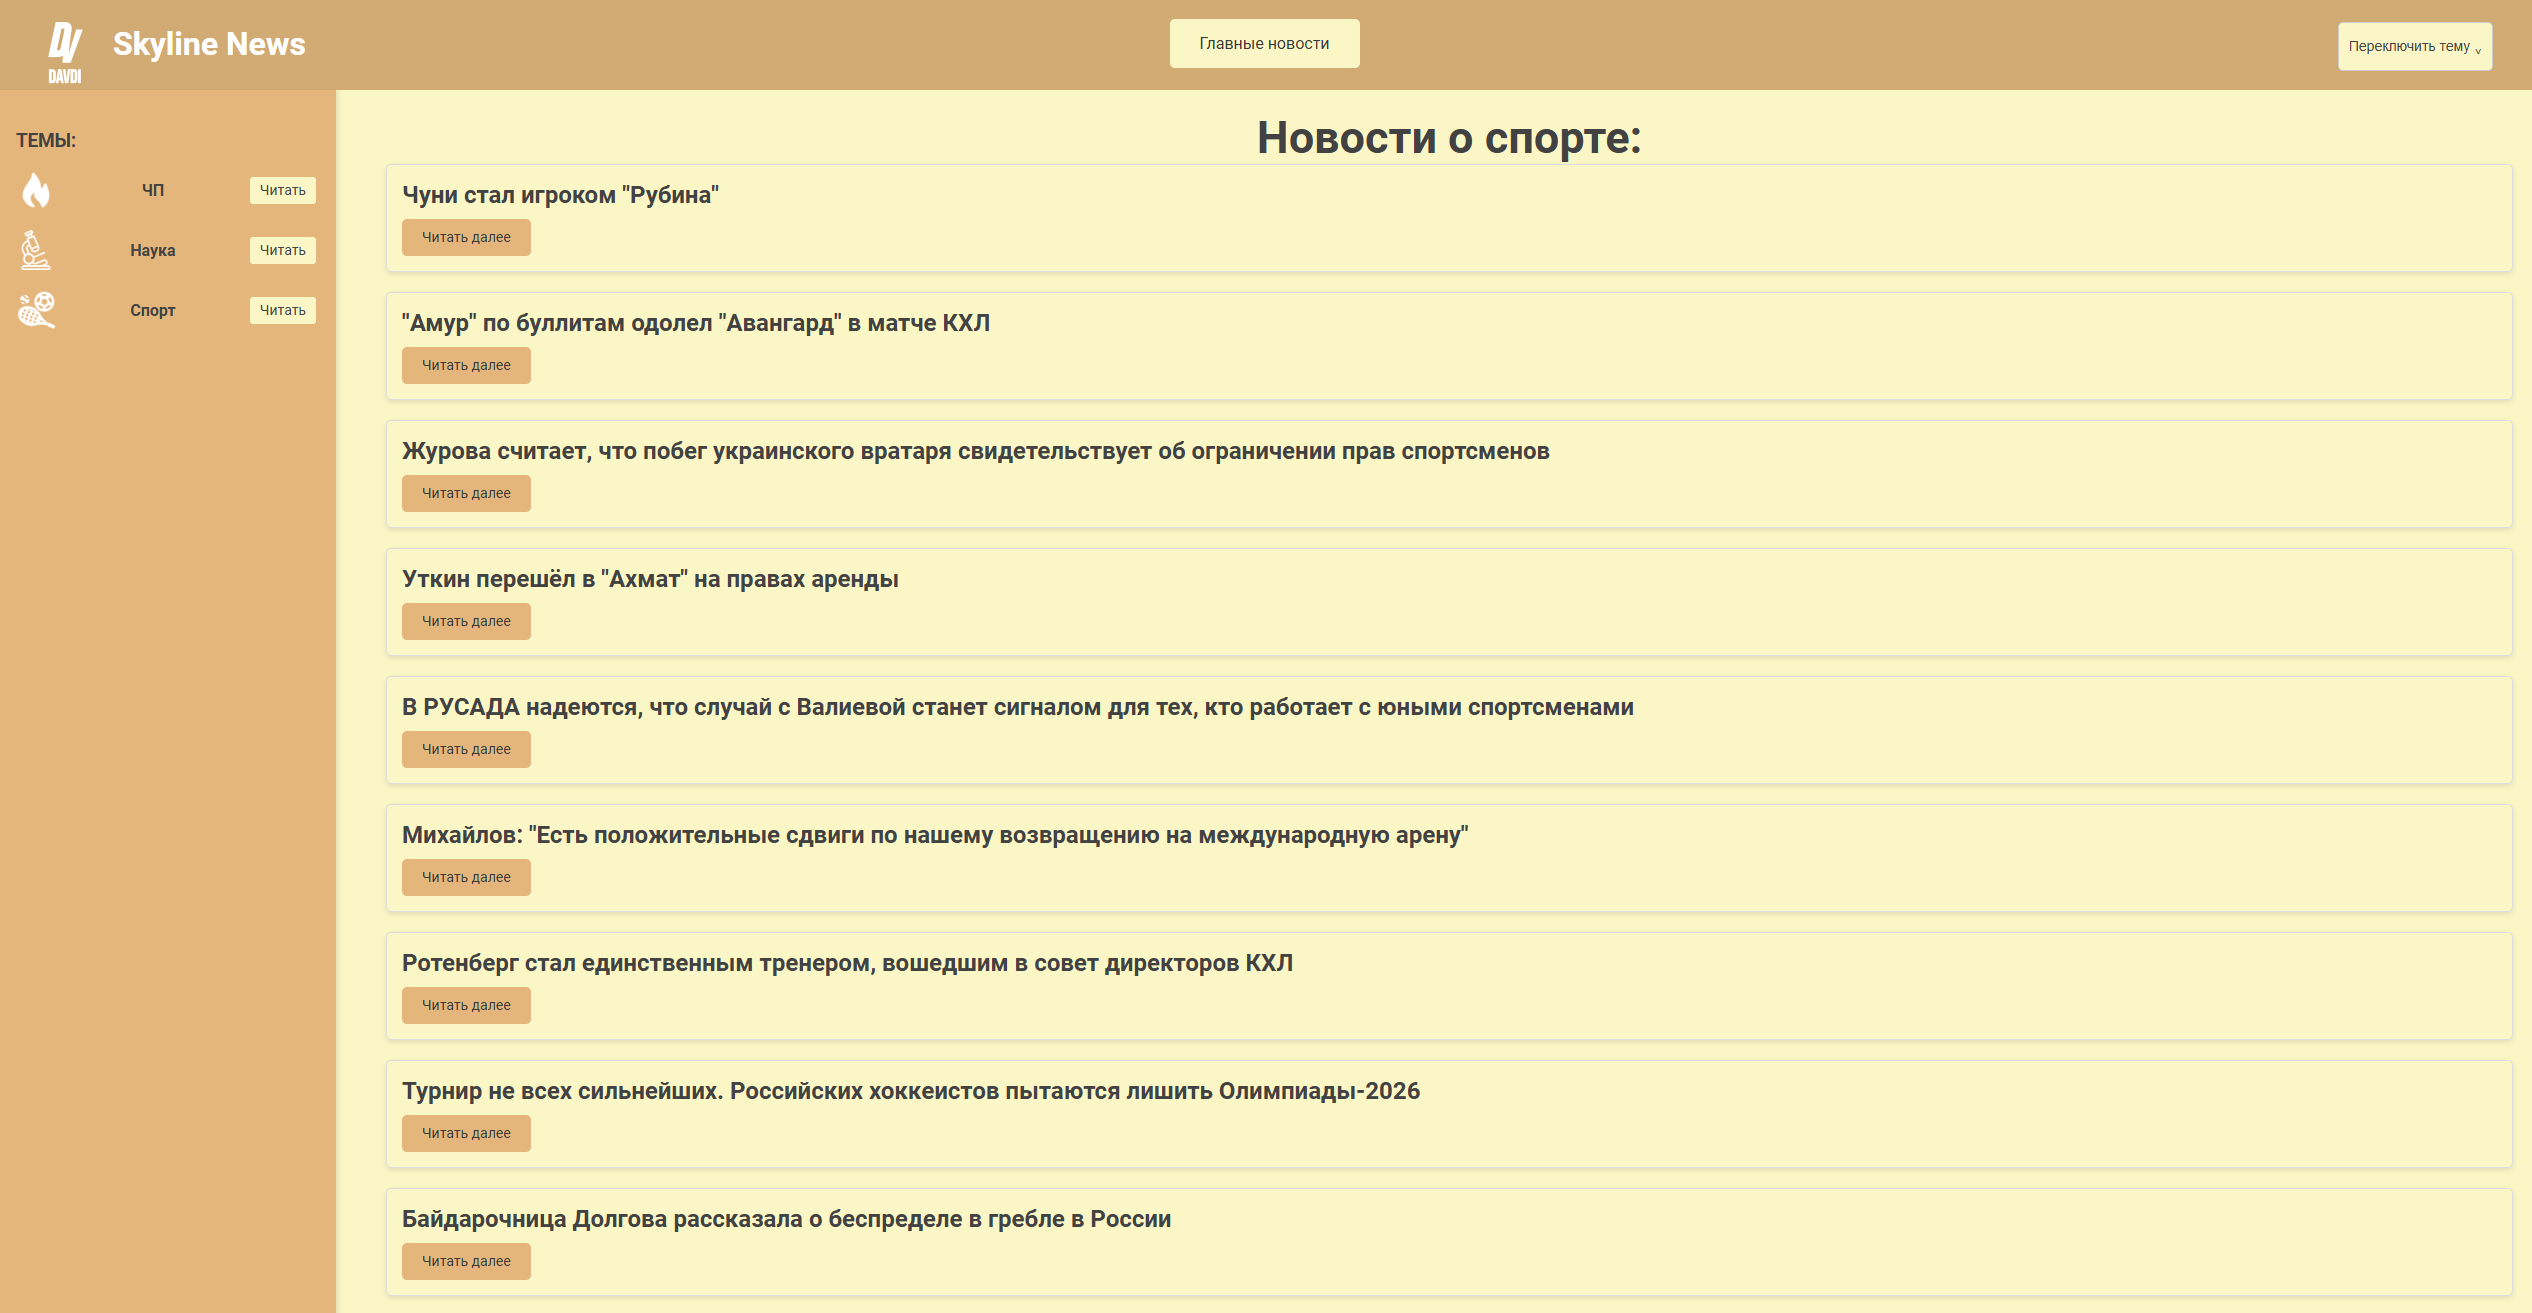 DAVDI
Skyline News
Главные новости
Переключить тему
ТЕМЫ:
ЧП Читать
Наука Читать
Спорт Читать
Новости о спорте:
Чуни стал игроком "Рубина"
Читать далее
"Амур" по буллитам одолел "Авангард" в матче КХЛ
Читать далее
Журова считает, что побег украинского вратаря свидетельствует об ограничении прав спортсменов
Читать далее
Уткин перешёл в "Ахмат" на правах аренды
Читать далее
В РУСАДА надеются, что случай с Валиевой станет сигналом для тех, кто работает с юными спортсменами
Читать далее
Михайлов: "Есть положительные сдвиги по нашему возвращению на международную арену"
Читать далее
Ротенберг стал единственным тренером, вошедшим в совет директоров КХЛ
Читать далее
Турнир не всех сильнейших. Российских хоккеистов пытаются лишить Олимпиады-2026
Читать далее
Байдарочница Долгова рассказала о беспределе в гребле в России
Читать далее